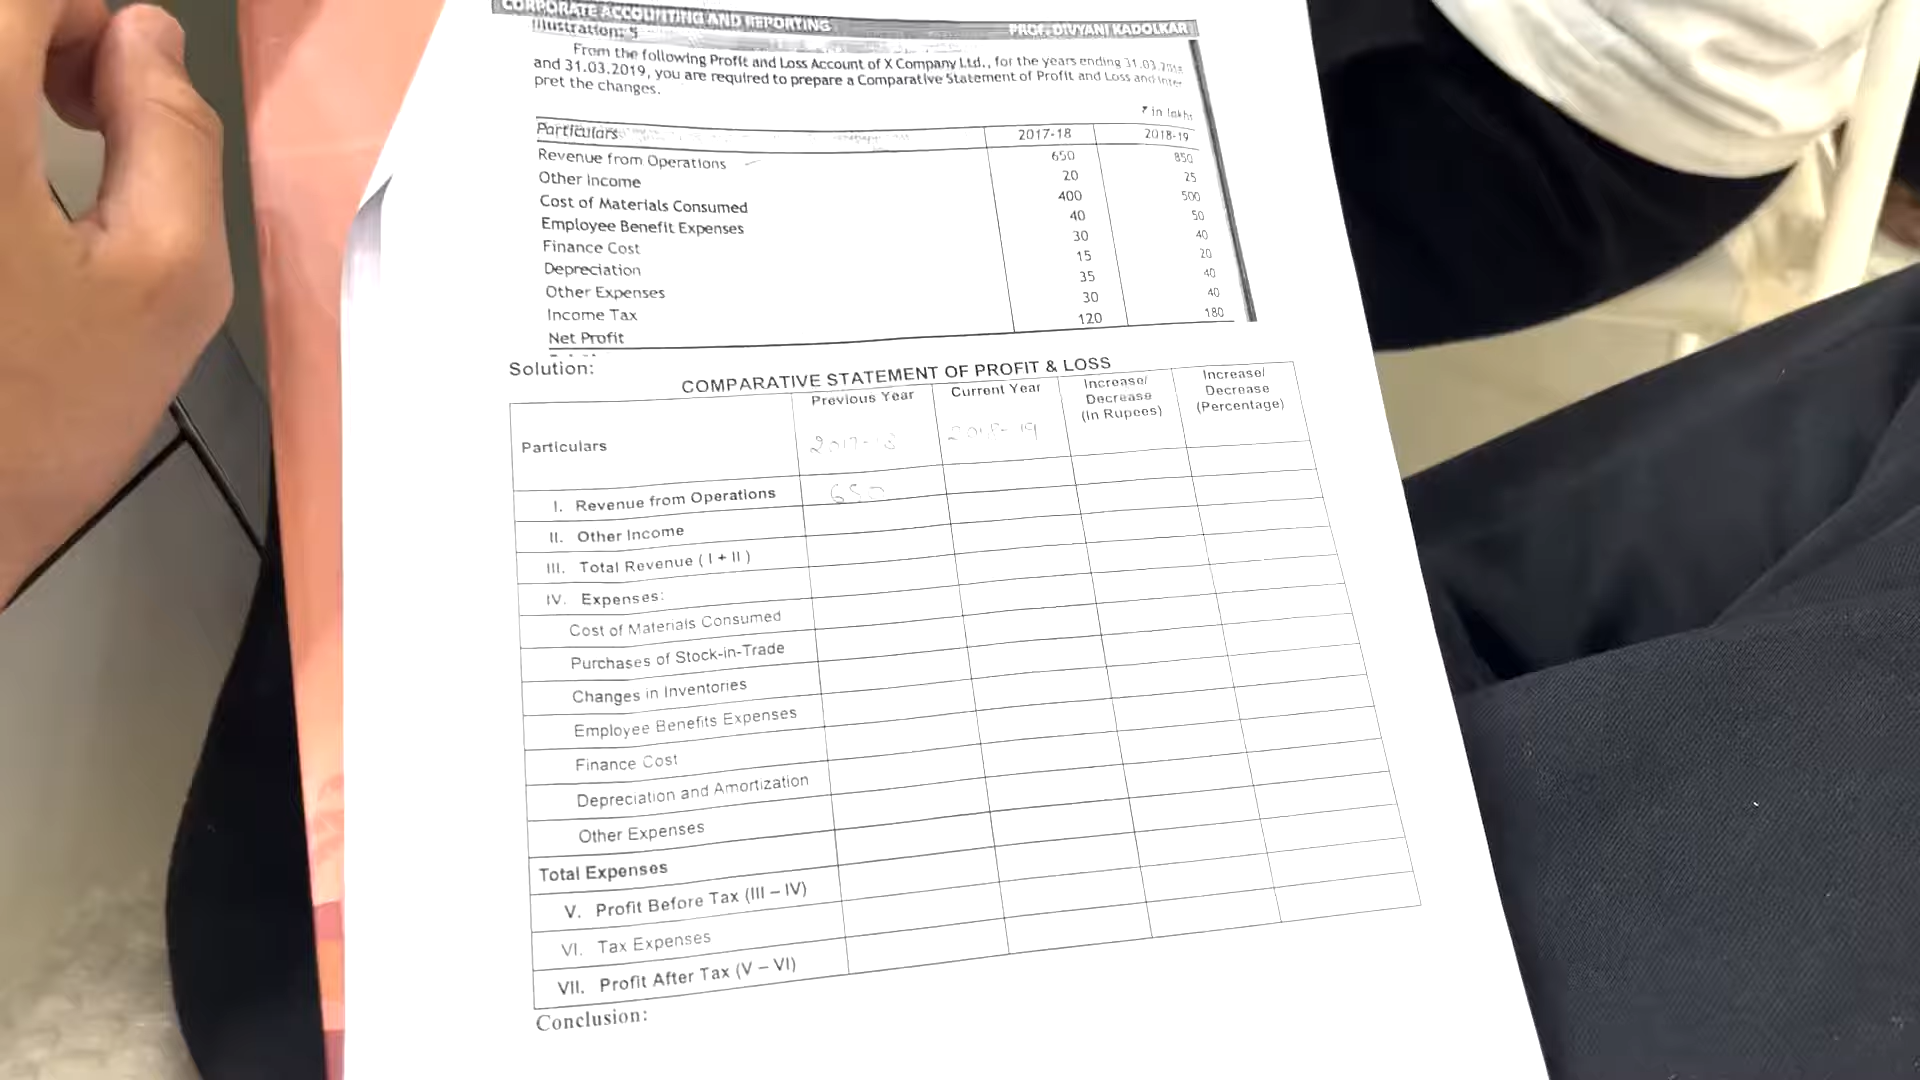 CORPORATE ACCOUNTING AND REPORTING PROF. DIVYANI KADOLKAR
Illustration: 5
From the following Profit and Loss Account of X Company Ltd., for the years ending 31.03.2018
and 31.03.2019, you are required to prepare a Comparative Statement of Profit and Loss and inter-
pret the changes.
₹ in lakhs
Particulars 2017-18 2018-19
Revenue from Operations 650 850
Other Income 20 25
Cost of Materials Consumed 400 500
Employee Benefit Expenses 40 50
Finance Cost 30 40
Depreciation 15 20
Other Expenses 35 40
Income Tax 30 40
Net Profit 120 180
Solution:
COMPARATIVE STATEMENT OF PROFIT & LOSS
Particulars Previous Year 2017-18 Current Year 2018-19 Increase/ Decrease (In Rupees) Increase/ Decrease (Percentage)
I. Revenue from Operations 650
II. Other Income
III. Total Revenue ( I + II )
IV. Expenses:
Cost of Materials Consumed
Purchases of Stock-in-Trade
Changes in Inventories
Employee Benefits Expenses
Finance Cost
Depreciation and Amortization
Other Expenses
Total Expenses
V. Profit Before Tax (III – IV)
VI. Tax Expenses
VII. Profit After Tax (V – VI)
Conclusion: